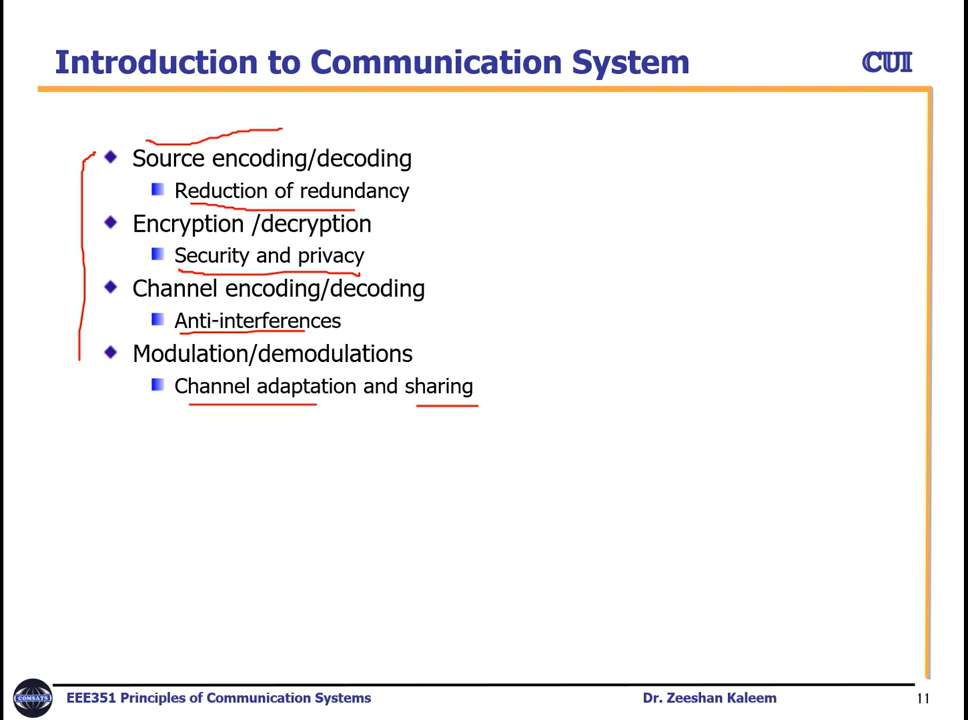 Introduction to Communication System
CUI
Source encoding/decoding
Reduction of redundancy
Encryption /decryption
Security and privacy
Channel encoding/decoding
Anti-interferences
Modulation/demodulations
Channel adaptation and sharing
COMSATS
EEE351 Principles of Communication Systems
Dr. Zeeshan Kaleem
11